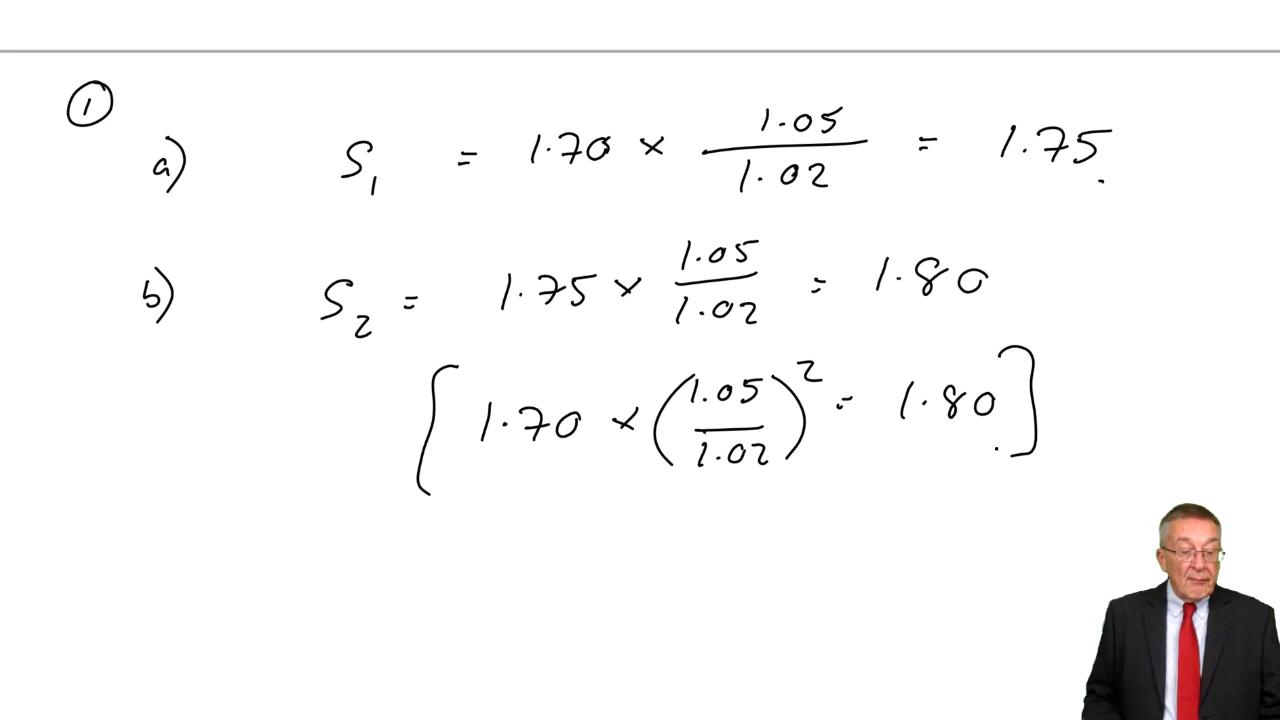 ①
a) S₁ = 1.70 × 1.05/1.02 = 1.75
b) S₂ = 1.75 × 1.05/1.02 = 1.80
[1.70 × (1.05/1.02)² = 1.80]